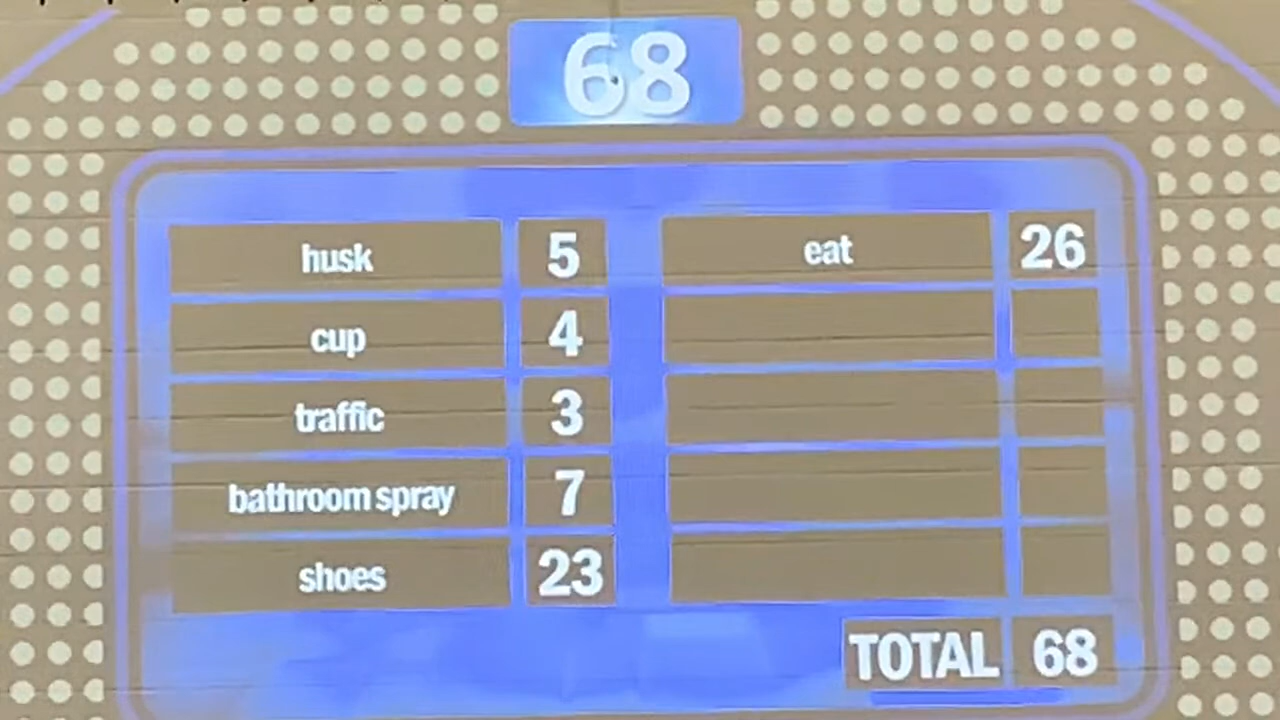 68
husk 5 eat 26
cup 4
traffic 3
bathroom spray 7
shoes 23
TOTAL 68